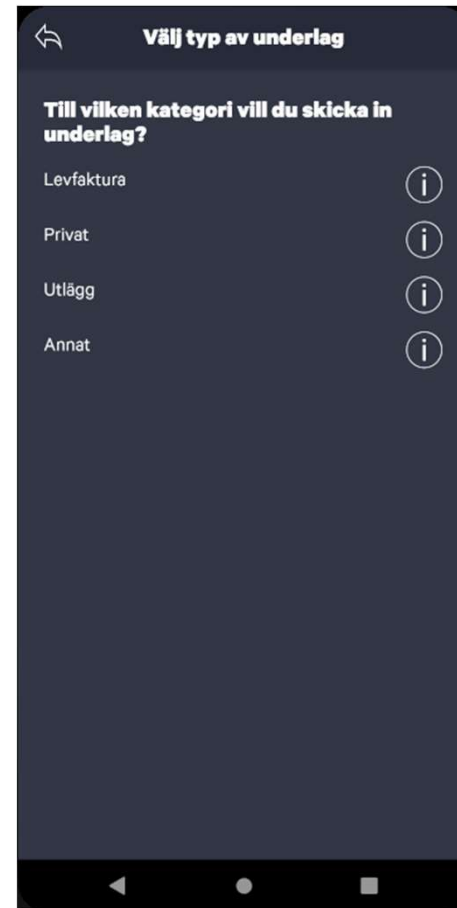 Välj typ av underlag
Till vilken kategori vill du skicka in
underlag?
Levfaktura
i
Privat
i
Utlägg
i
Annat
i